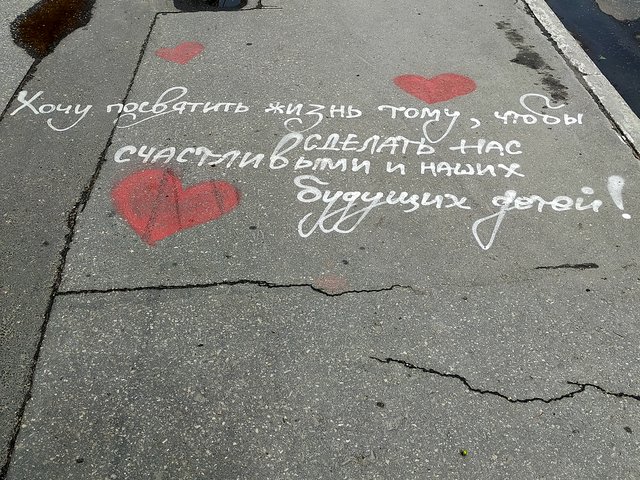 Хочу посвятить жизнь тому, чтобы
сделать нас
счастливыми и наших
будущих детей!